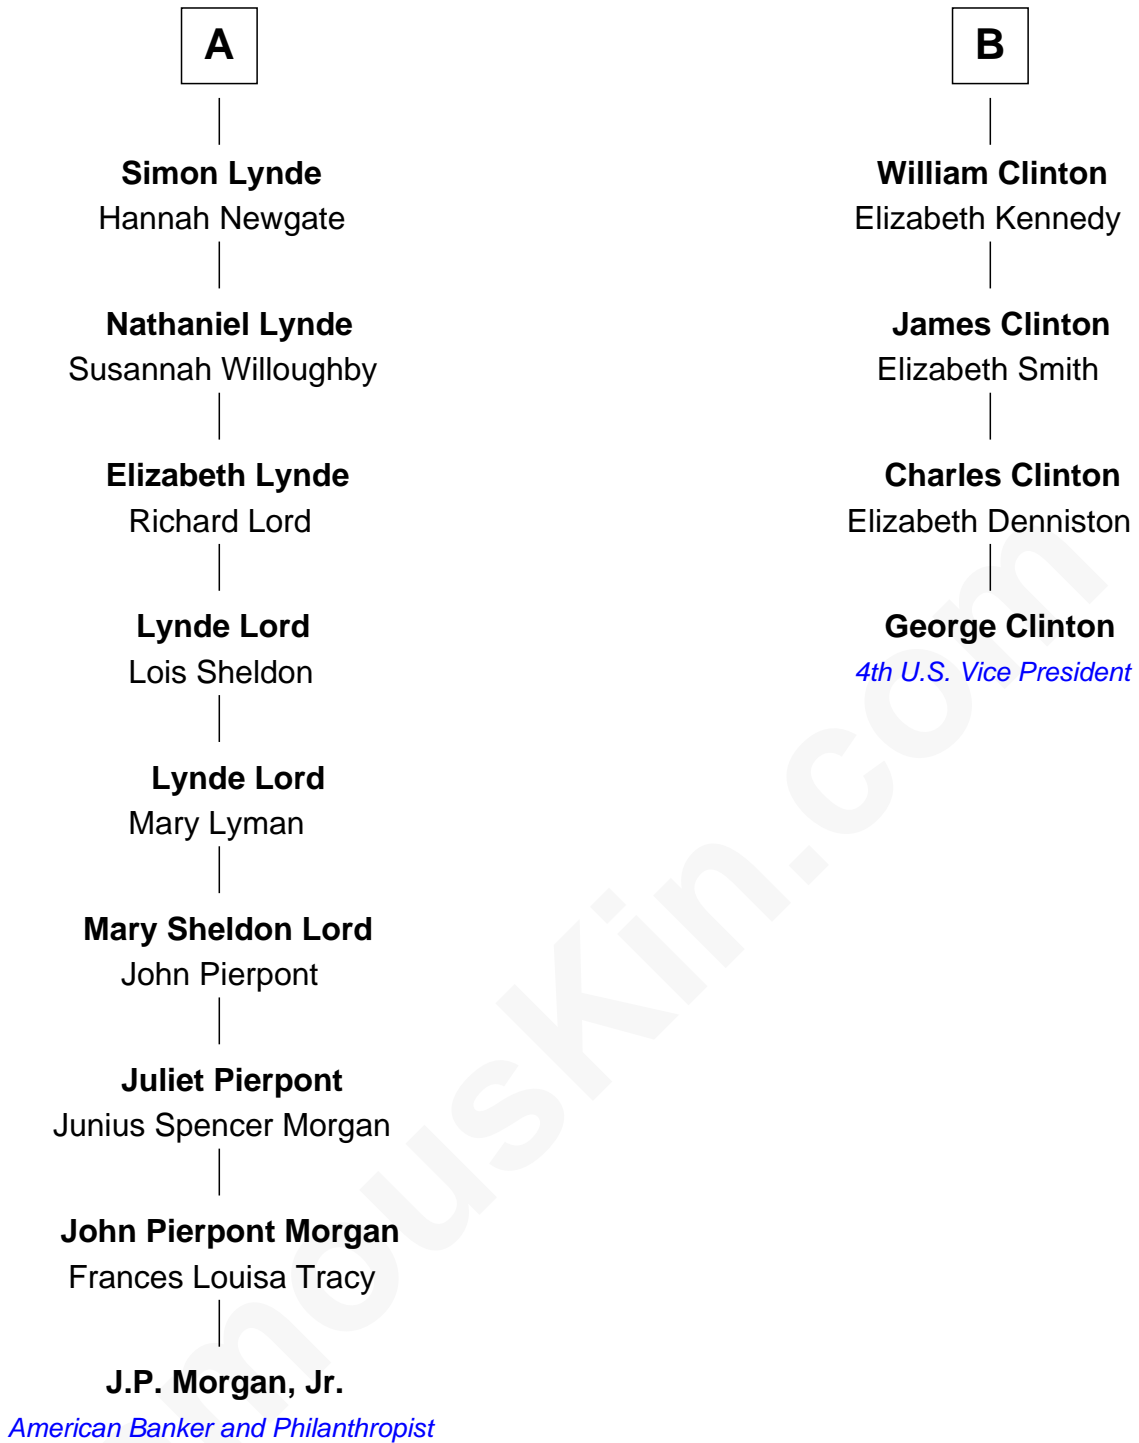 A
Simon Lynde
Hannah Newgate
Nathaniel Lynde
Susannah Willoughby
Elizabeth Lynde
Richard Lord
Lynde Lord
Lois Sheldon
Lynde Lord
Mary Lyman
Mary Sheldon Lord
John Pierpont
Juliet Pierpont
Junius Spencer Morgan
John Pierpont Morgan
Frances Louisa Tracy
J.P. Morgan, Jr.
American Banker and Philanthropist
B
William Clinton
Elizabeth Kennedy
James Clinton
Elizabeth Smith
Charles Clinton
Elizabeth Denniston
George Clinton
4th U.S. Vice President
mousKin.com